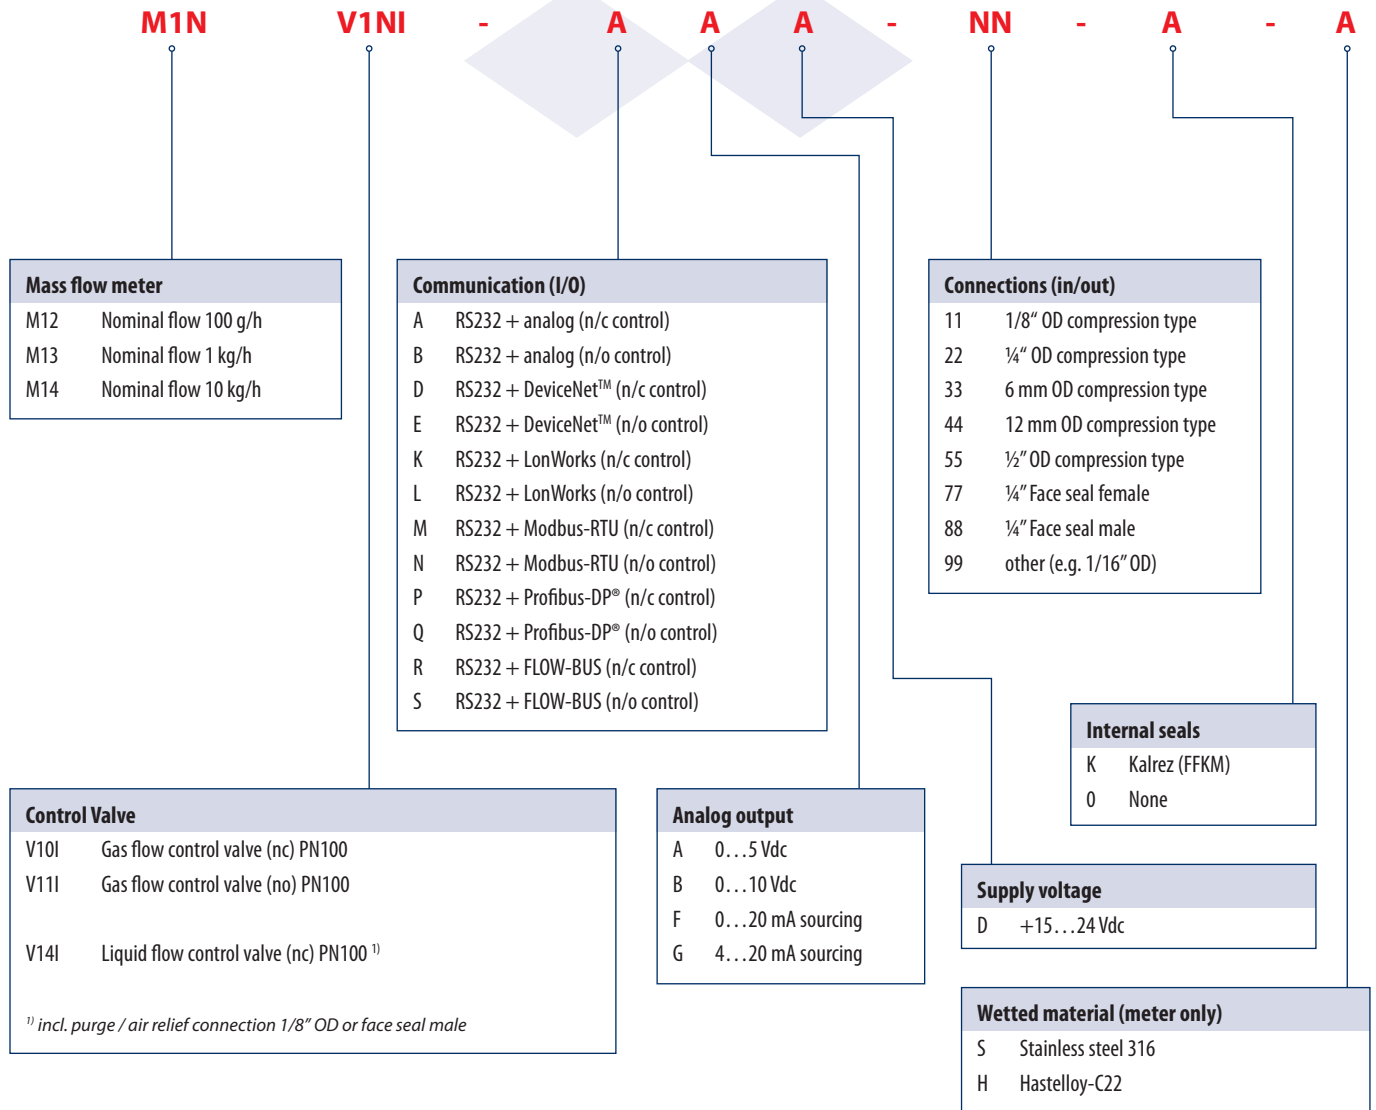 M1N V1NI - A A A - NN - A - A
Mass flow meter
M12 Nominal flow 100 g/h
M13 Nominal flow 1 kg/h
M14 Nominal flow 10 kg/h
Communication (I/O)
A RS232 + analog (n/c control)
B RS232 + analog (n/o control)
D RS232 + DeviceNet™ (n/c control)
E RS232 + DeviceNet™ (n/o control)
K RS232 + LonWorks (n/c control)
L RS232 + LonWorks (n/o control)
M RS232 + Modbus-RTU (n/c control)
N RS232 + Modbus-RTU (n/o control)
P RS232 + Profibus-DP® (n/c control)
Q RS232 + Profibus-DP® (n/o control)
R RS232 + FLOW-BUS (n/c control)
S RS232 + FLOW-BUS (n/o control)
Connections (in/out)
11 1/8“ OD compression type
22 ¼“ OD compression type
33 6 mm OD compression type
44 12 mm OD compression type
55 ½” OD compression type
77 ¼” Face seal female
88 ¼” Face seal male
99 other (e.g. 1/16” OD)
Internal seals
K Kalrez (FFKM)
0 None
Control Valve
V10I Gas flow control valve (nc) PN100
V11I Gas flow control valve (no) PN100
V14I Liquid flow control valve (nc) PN100 ¹⁾
¹⁾ incl. purge / air relief connection 1/8” OD or face seal male
Analog output
A 0…5 Vdc
B 0…10 Vdc
F 0…20 mA sourcing
G 4…20 mA sourcing
Supply voltage
D +15…24 Vdc
Wetted material (meter only)
S Stainless steel 316
H Hastelloy-C22